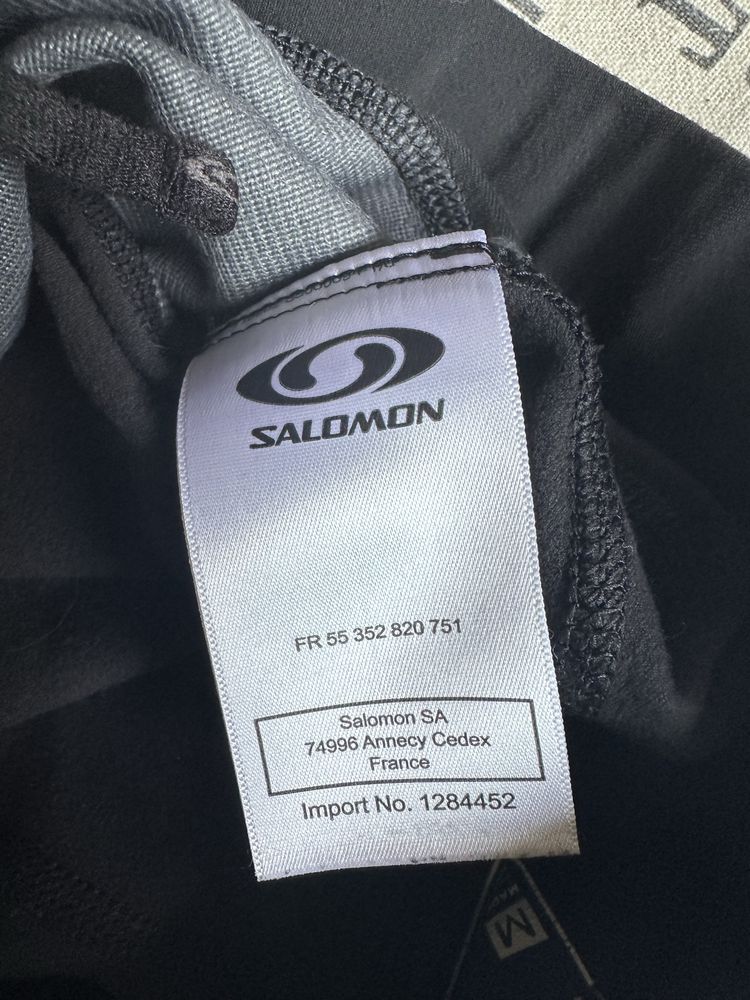 SALOMON
FR 55 352 820 751
Salomon SA
74996 Annecy Cedex
France
Import No. 1284452
M